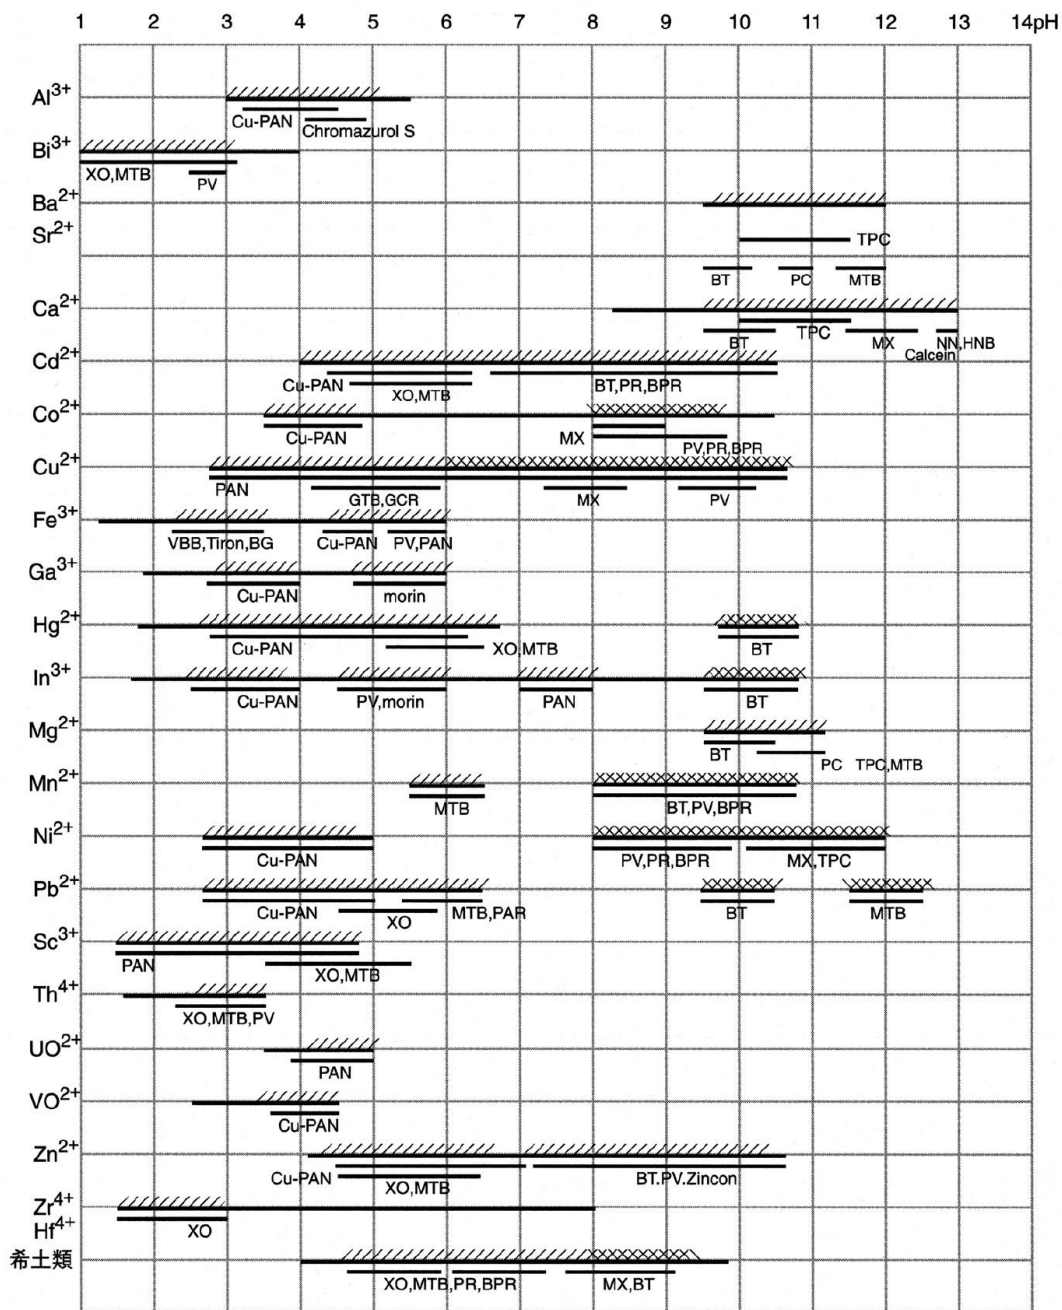 1 2 3 4 5 6 7 8 9 10 11 12 13 14pH
Al3+
Cu-PAN
Chromazurol S
Bi3+
XO,MTB
PV
Ba2+
Sr2+
TPC
BT PC MTB
Ca2+
TPC
BT MX NN,HNB
Calcein
Cd2+
Cu-PAN BT,PR,BPR
XO,MTB
Co2+
Cu-PAN MX
PV,PR,BPR
Cu2+
PAN
GTB,GCR MX PV
Fe3+
VBB,Tiron,BG Cu-PAN PV,PAN
Ga3+
Cu-PAN morin
Hg2+
Cu-PAN XO,MTB BT
In3+
Cu-PAN PV,morin PAN BT
Mg2+
BT
PC TPC,MTB
Mn2+
MTB BT,PV,BPR
Ni2+
Cu-PAN PV,PR,BPR MX,TPC
Pb2+
Cu-PAN MTB,PAR BT MTB
XO
Sc3+
PAN
XO,MTB
Th4+
XO,MTB,PV
UO2+
PAN
VO2+
Cu-PAN
Zn2+
Cu-PAN BT.PV.Zincon
XO,MTB
Zr4+
Hf4+
XO
希土類
XO,MTB,PR,BPR MX,BT